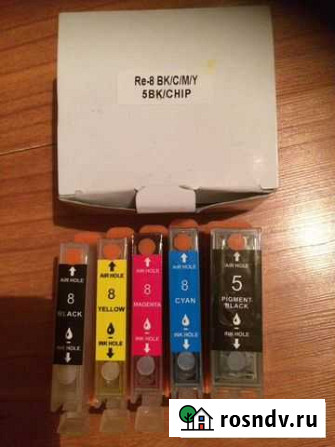 Re-8 BK/C/M/Y
5BK/CHIP
AIR HOLE
8
BLACK
INK HOLE
AIR HOLE
8
YELLOW
INK HOLE
AIR HOLE
8
MAGENTA
INK HOLE
AIR HOLE
8
CYAN
INK HOLE
AIR HOLE
5
PIGMENT
BLACK
INK HOLE
rosndv.ru